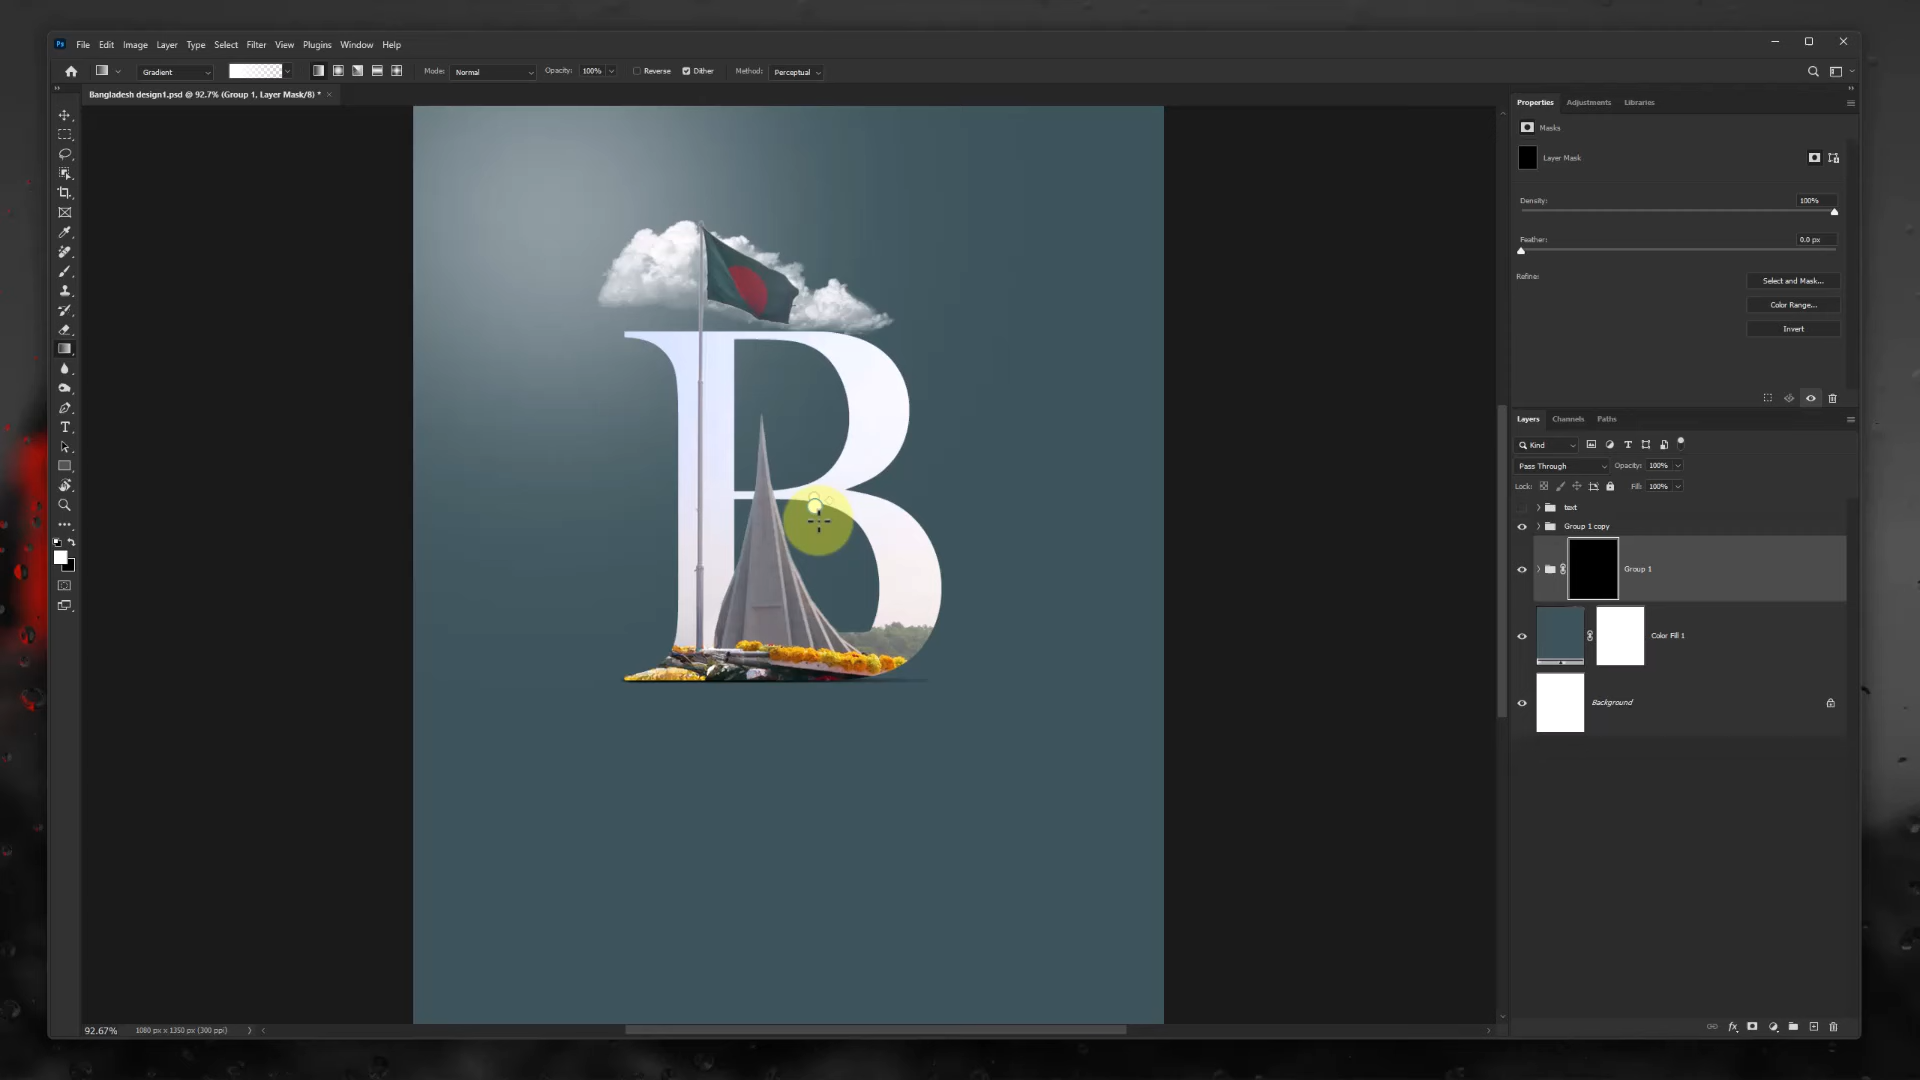 Ps File Edit Image Layer Type Select Filter View Plugins Window Help
Gradient Mode: Normal Opacity: 100% Reverse Dither Method: Perceptual
Bangladesh design1.psd @ 92.7% (Group 1, Layer Mask/8) * ×
Properties Adjustments Libraries
Masks
Layer Mask
Density: 100%
Feather: 0.0 px
Refine: Select and Mask...
Color Range...
Invert
B
Layers Channels Paths
Kind
Pass Through Opacity: 100%
Lock: Fill: 100%
text
Group 1 copy
Group 1
Color Fill 1
Background
92.67% 1080 px x 1350 px (300 ppi)